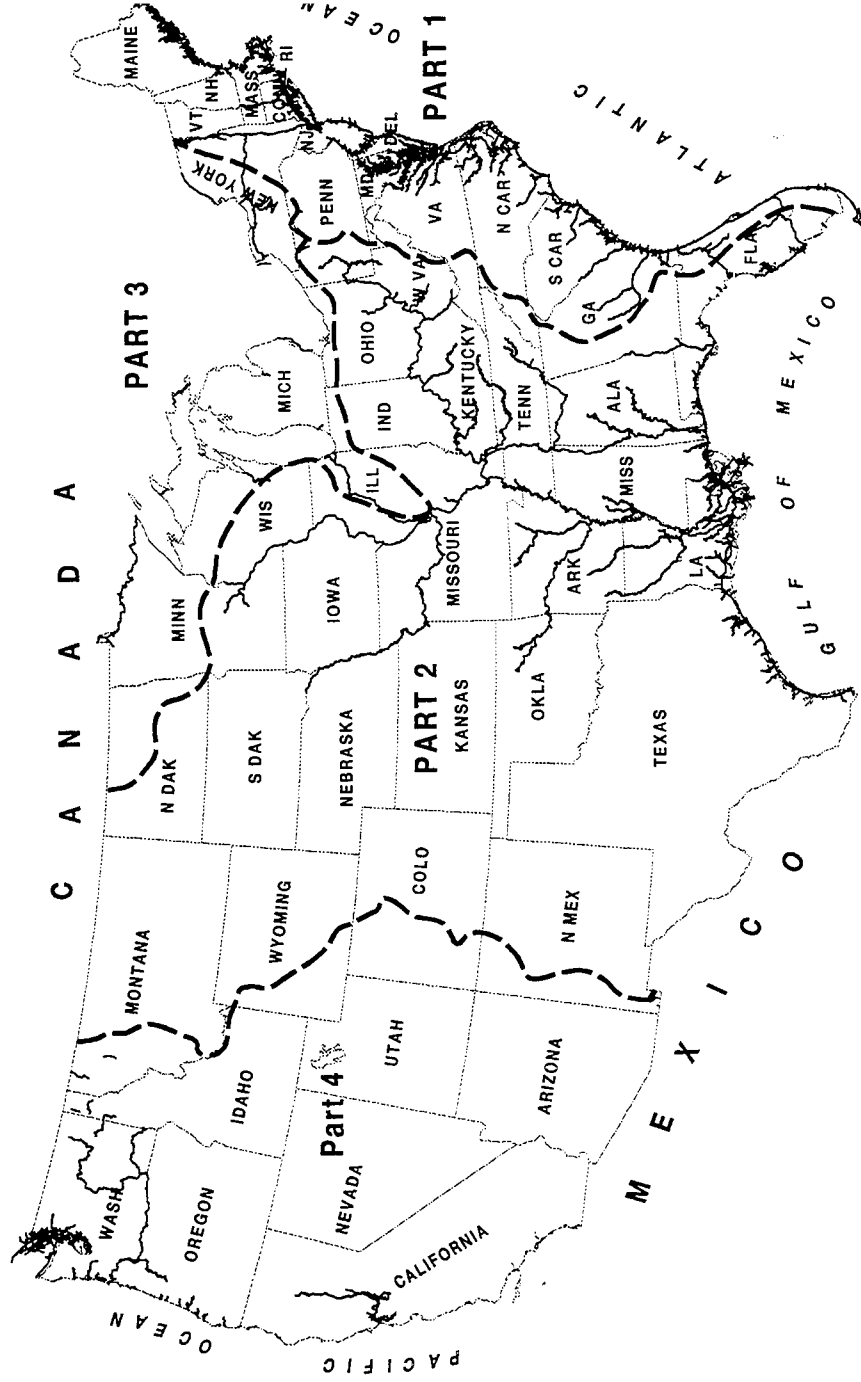 CANADA
PART 3
WASH
MONTANA
N DAK
MINN
MICH
NEW YORK
VT
NH
MAINE
MASS
CONN
RI
OREGON
IDAHO
WYOMING
S DAK
WIS
PENN
NJ
OCEAN
PACIFIC
Part 4
NEVADA
UTAH
COLO
NEBRASKA
IOWA
ILL
IND
OHIO
MD
DEL
PART 1
W VA
VA
PART 2
KANSAS
MISSOURI
KENTUCKY
CALIFORNIA
ARIZONA
N MEX
OKLA
ARK
TENN
N CAR
S CAR
TEXAS
LA
MISS
ALA
GA
FLA
ATLANTIC
OCEAN
MEXICO
GULF OF MEXICO